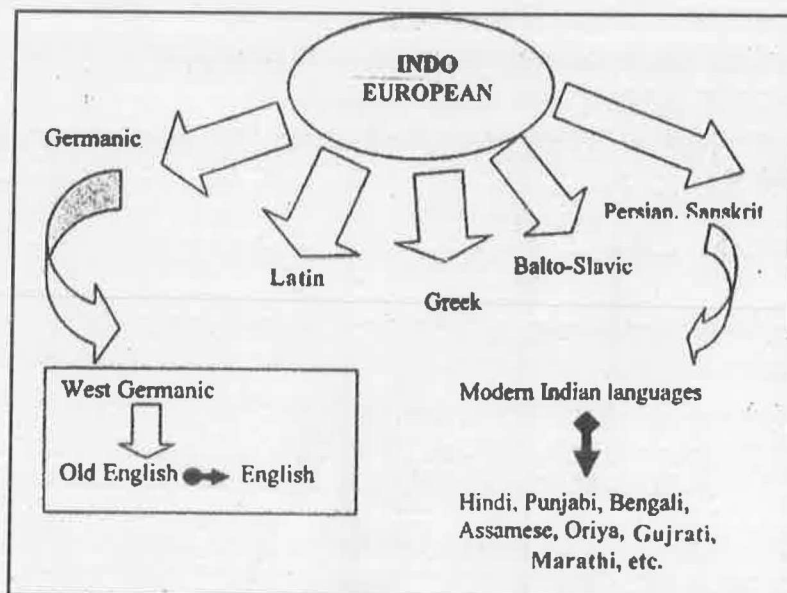 INDO
EUROPEAN
Germanic
Persian, Sanskrit
Latin
Balto-Slavic
Greek
West Germanic
Modern Indian languages
Old English English
Hindi, Punjabi, Bengali,
Assamese, Oriya, Gujrati,
Marathi, etc.